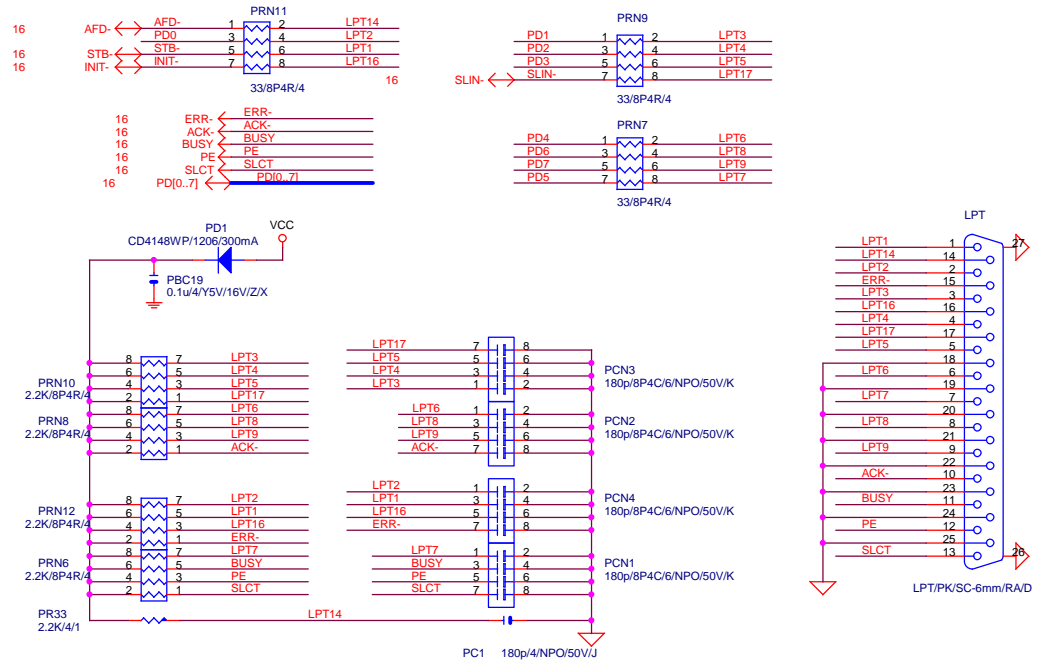 PRN11
16 AFD- AFD- 1 2 LPT14
PD0 3 4 LPT2
16 STB- STB- 5 6 LPT1
16 INIT- INIT- 7 8 LPT16
33/8P4R/4
PRN9
PD1 1 2 LPT3
PD2 3 4 LPT4
PD3 5 6 LPT5
16 SLIN- SLIN- 7 8 LPT17
33/8P4R/4
16 ERR- ERR-
16 ACK- ACK-
16 BUSY BUSY
16 PE PE
16 SLCT SLCT
16 PD[0..7] PD[0..7]
PRN7
PD4 1 2 LPT6
PD6 3 4 LPT8
PD7 5 6 LPT9
PD5 7 8 LPT7
33/8P4R/4
PD1
CD4148WP/1206/300mA
VCC
PBC19
0.1u/4/Y5V/16V/Z/X
8 7 LPT3
6 5 LPT4
4 3 LPT5
2 1 LPT17
PRN10
2.2K/8P4R/4
8 7 LPT6
6 5 LPT8
4 3 LPT9
2 1 ACK-
PRN8
2.2K/8P4R/4
8 7 LPT2
6 5 LPT1
4 3 LPT16
2 1 ERR-
PRN12
2.2K/8P4R/4
8 7 LPT7
6 5 BUSY
4 3 PE
2 1 SLCT
PRN6
2.2K/8P4R/4
PR33
2.2K/4/1
LPT14
LPT17 7 8
LPT5 5 6
LPT4 3 4
LPT3 1 2
PCN3
180p/8P4C/6/NPO/50V/K
LPT6 1 2
LPT8 3 4
LPT9 5 6
ACK- 7 8
PCN2
180p/8P4C/6/NPO/50V/K
LPT2 1 2
LPT1 3 4
LPT16 5 6
ERR- 7 8
PCN4
180p/8P4C/6/NPO/50V/K
LPT7 1 2
BUSY 3 4
PE 5 6
SLCT 7 8
PCN1
180p/8P4C/6/NPO/50V/K
PC1 180p/4/NPO/50V/J
LPT
LPT1 1 27
LPT14 14
LPT2 2
ERR- 15
LPT3 3
LPT16 16
LPT4 4
LPT17 17
LPT5 5
18
LPT6 6
19
LPT7 7
20
LPT8 8
21
LPT9 9
22
ACK- 10
23
BUSY 11
24
PE 12
25
SLCT 13 26
LPT/PK/SC-6mm/RA/D